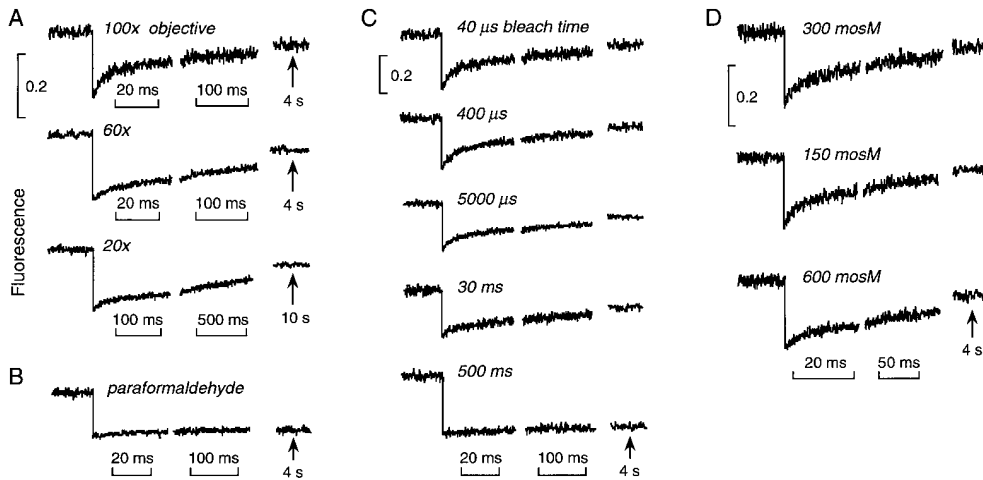 A
100x objective
0.2
20 ms
100 ms
4 s
60x
20 ms
100 ms
4 s
Fluorescence
20x
100 ms
500 ms
10 s
B
paraformaldehyde
20 ms
100 ms
4 s
C
40 µs bleach time
0.2
400 µs
5000 µs
30 ms
500 ms
20 ms
100 ms
4 s
D
300 mosM
0.2
150 mosM
600 mosM
20 ms
50 ms
4 s